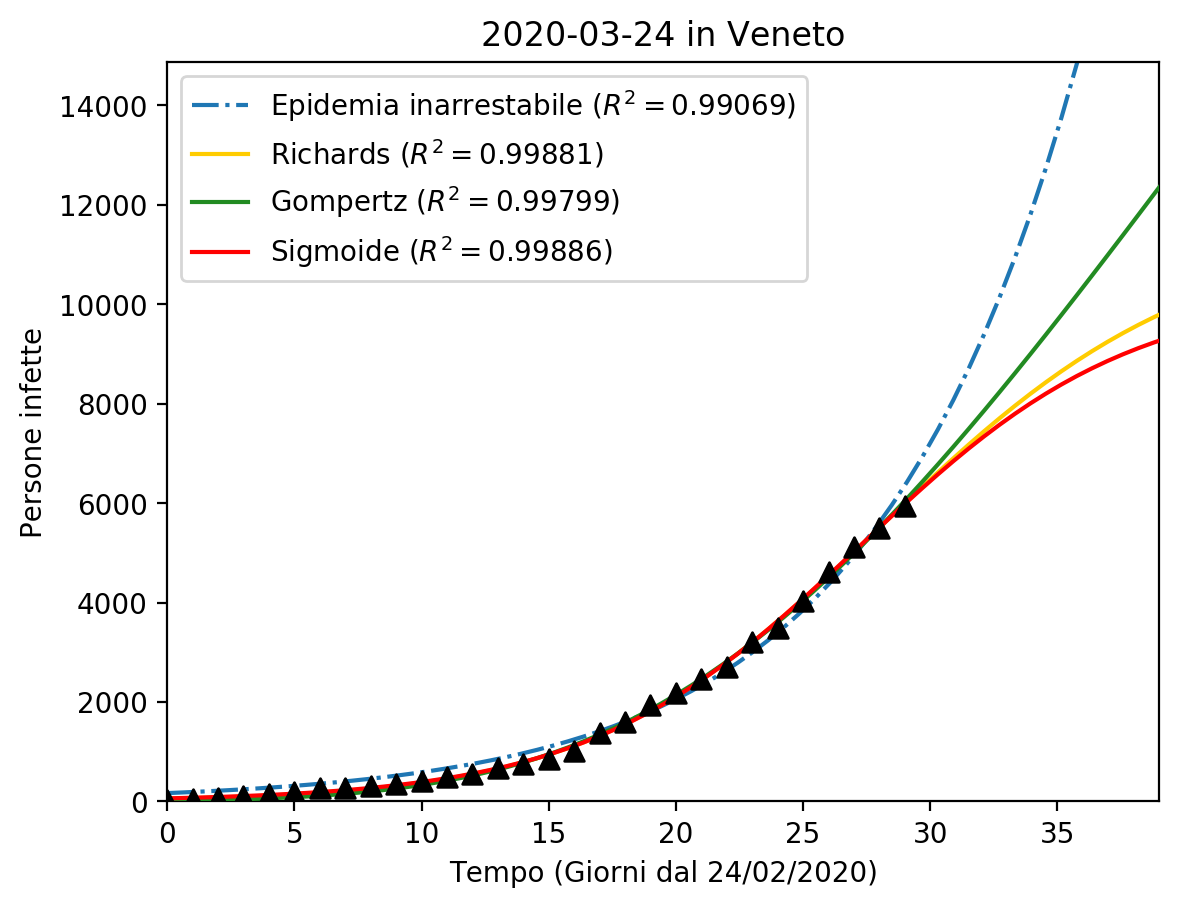 2020-03-24 in Veneto
Epidemia inarrestabile (R² = 0.99069)
Richards (R² = 0.99881)
Gompertz (R² = 0.99799)
Sigmoide (R² = 0.99886)
Persone infette
14000
12000
10000
8000
6000
4000
2000
0
0 5 10 15 20 25 30 35
Tempo (Giorni dal 24/02/2020)